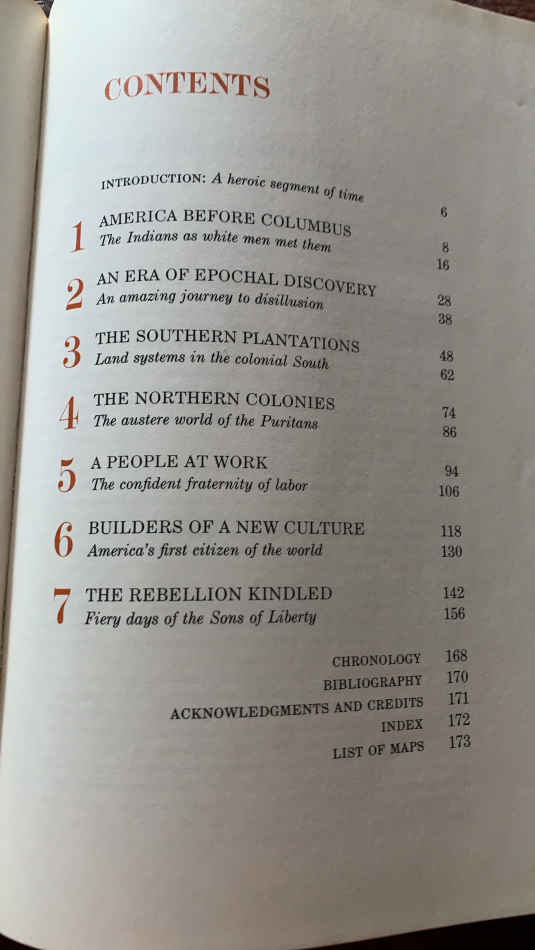 CONTENTS
INTRODUCTION: A heroic segment of time 6
1 AMERICA BEFORE COLUMBUS 8
The Indians as white men met them 16
2 AN ERA OF EPOCHAL DISCOVERY 28
An amazing journey to disillusion 38
3 THE SOUTHERN PLANTATIONS 48
Land systems in the colonial South 62
4 THE NORTHERN COLONIES 74
The austere world of the Puritans 86
5 A PEOPLE AT WORK 94
The confident fraternity of labor 106
6 BUILDERS OF A NEW CULTURE 118
America's first citizen of the world 130
7 THE REBELLION KINDLED 142
Fiery days of the Sons of Liberty 156
CHRONOLOGY 168
BIBLIOGRAPHY 170
ACKNOWLEDGMENTS AND CREDITS 171
INDEX 172
LIST OF MAPS 173